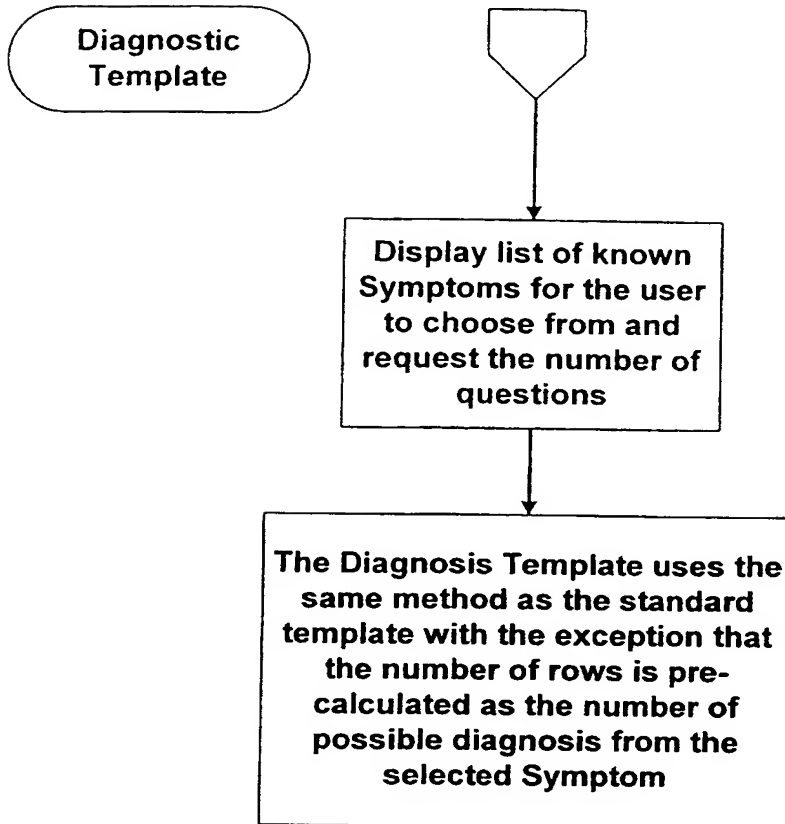 Diagnostic
Template
Display list of known
Symptoms for the user
to choose from and
request the number of
questions
The Diagnosis Template uses the
same method as the standard
template with the exception that
the number of rows is pre-
calculated as the number of
possible diagnosis from the
selected Symptom